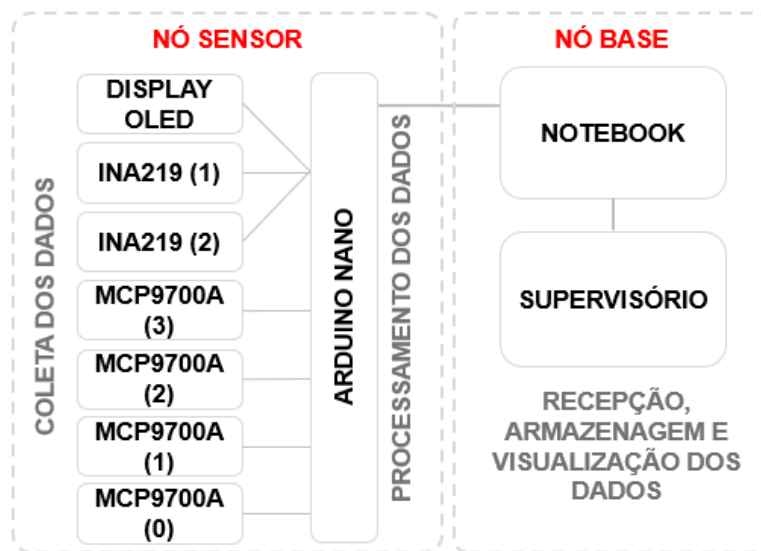 NÓ SENSOR
COLETA DOS DADOS
DISPLAY
OLED
INA219 (1)
INA219 (2)
MCP9700A
(3)
MCP9700A
(2)
MCP9700A
(1)
MCP9700A
(0)
ARDUINO NANO
PROCESSAMENTO DOS DADOS
NÓ BASE
NOTEBOOK
SUPERVISÓRIO
RECEPÇÃO,
ARMAZENAGEM E
VISUALIZAÇÃO DOS
DADOS